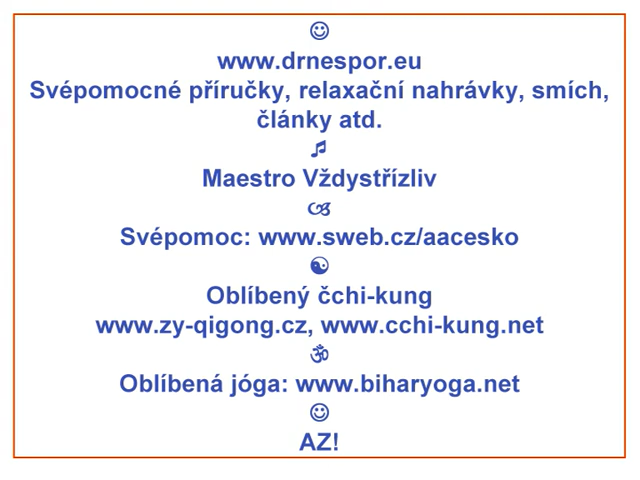 ☺
www.drnespor.eu
Svépomocné příručky, relaxační nahrávky, smích,
články atd.
♫
Maestro Vždystřízliv
🙚
Svépomoc: www.sweb.cz/aacesko
☯
Oblíbený čchi-kung
www.zy-qigong.cz, www.cchi-kung.net
ॐ
Oblíbená jóga: www.biharyoga.net
☺
AZ!